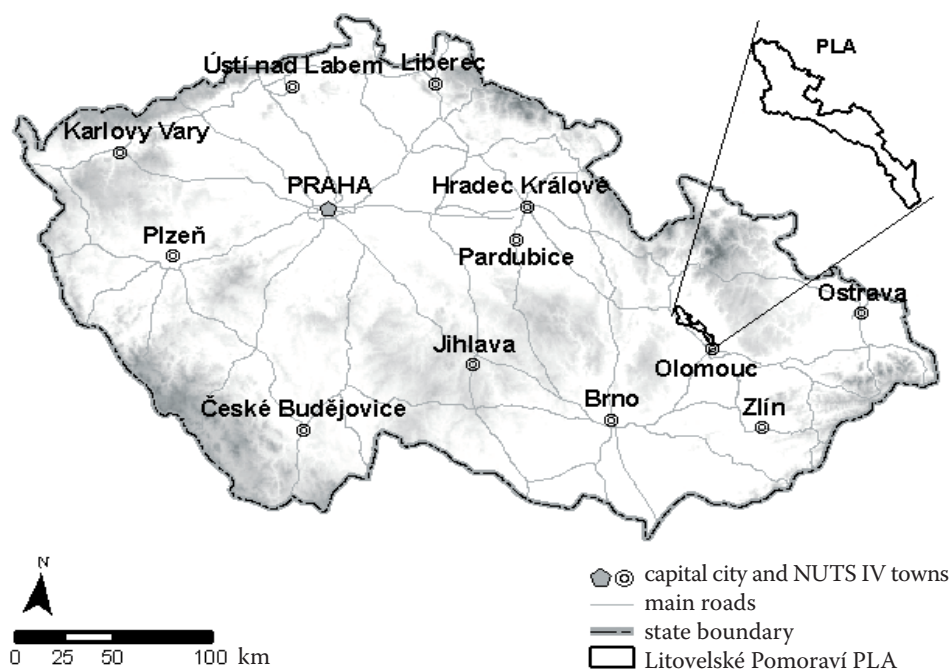 PLA
Ústí nad Labem
Liberec
Karlovy Vary
PRAHA
Hradec Králové
Plzeň
Pardubice
Ostrava
Jihlava
Olomouc
České Budějovice
Brno
Zlín
N
0 25 50 100 km
capital city and NUTS IV towns
main roads
state boundary
Litovelské Pomoraví PLA